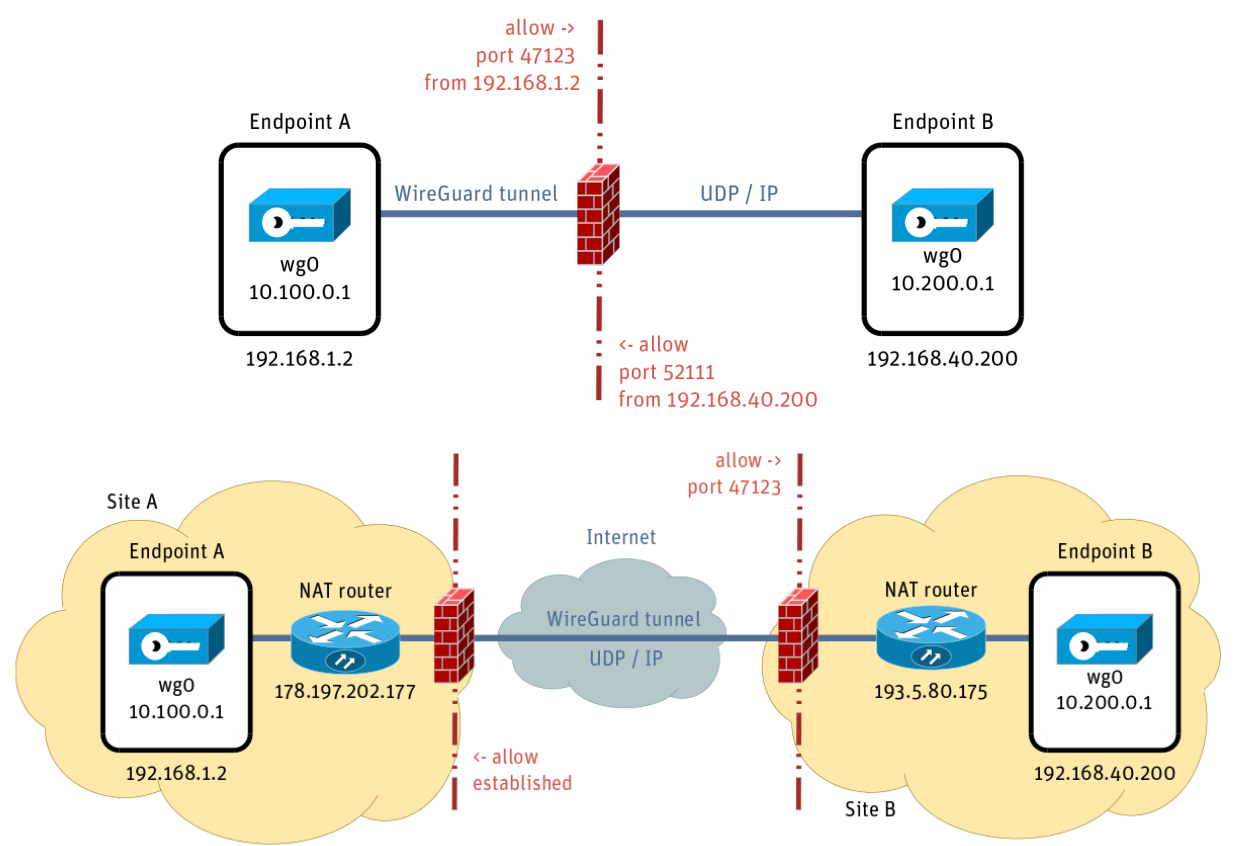 allow ->
port 47123
from 192.168.1.2
Endpoint A
Endpoint B
WireGuard tunnel
UDP / IP
wg0
10.100.0.1
wg0
10.200.0.1
192.168.1.2
192.168.40.200
<- allow
port 52111
from 192.168.40.200
allow ->
port 47123
Site A
Endpoint A
Internet
Endpoint B
NAT router
NAT router
WireGuard tunnel
UDP / IP
wg0
10.100.0.1
178.197.202.177
193.5.80.175
wg0
10.200.0.1
192.168.1.2
<- allow
established
192.168.40.200
Site B